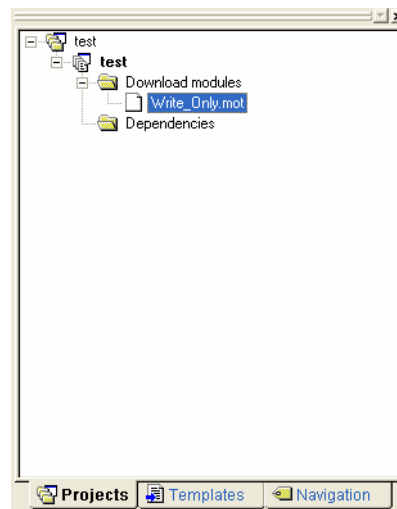 test
test
Download modules
Write_Only.mot
Dependencies
Projects Templates Navigation